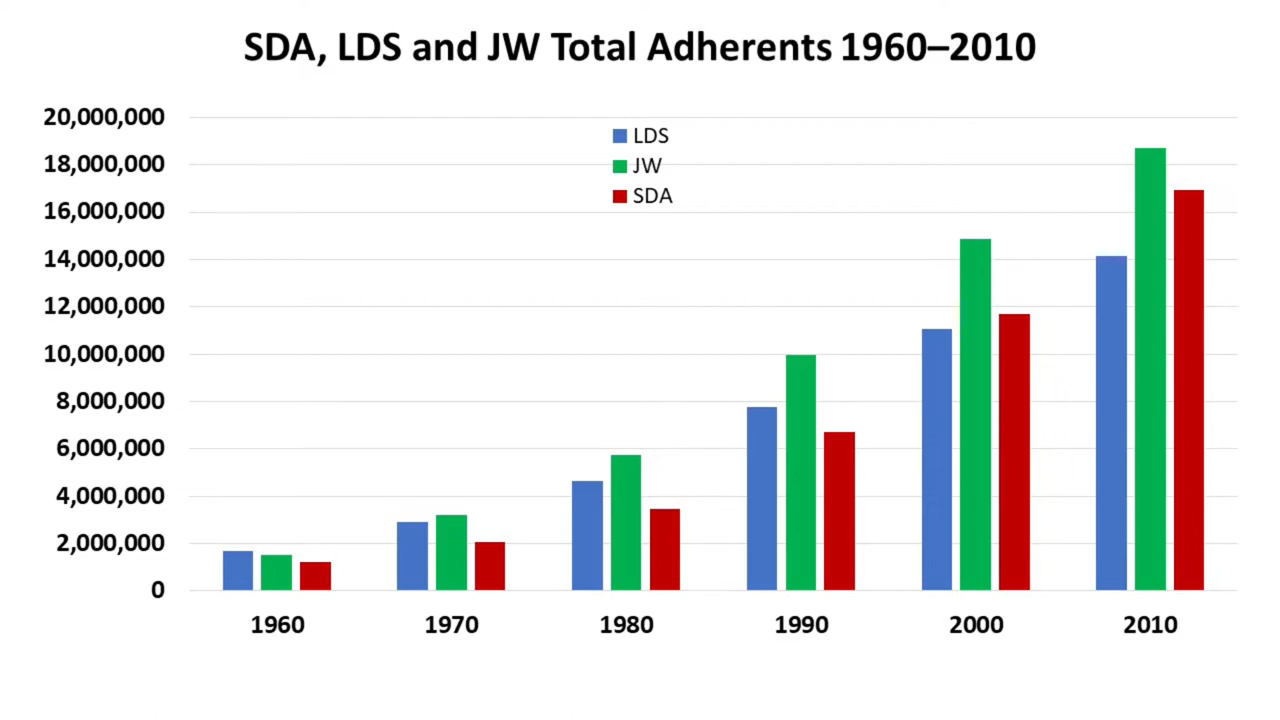 SDA, LDS and JW Total Adherents 1960–2010
20,000,000
LDS
18,000,000
JW
16,000,000
SDA
14,000,000
12,000,000
10,000,000
8,000,000
6,000,000
4,000,000
2,000,000
0
1960 1970 1980 1990 2000 2010